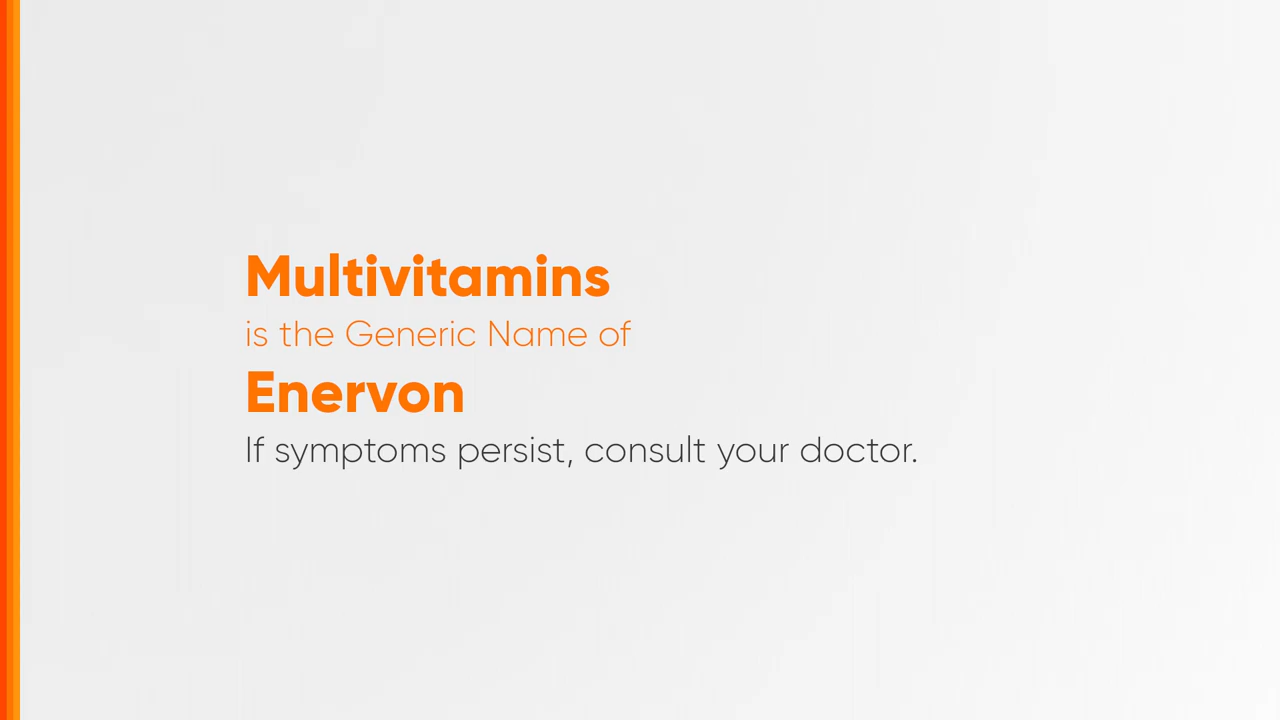 Multivitamins
is the Generic Name of
Enervon
If symptoms persist, consult your doctor.